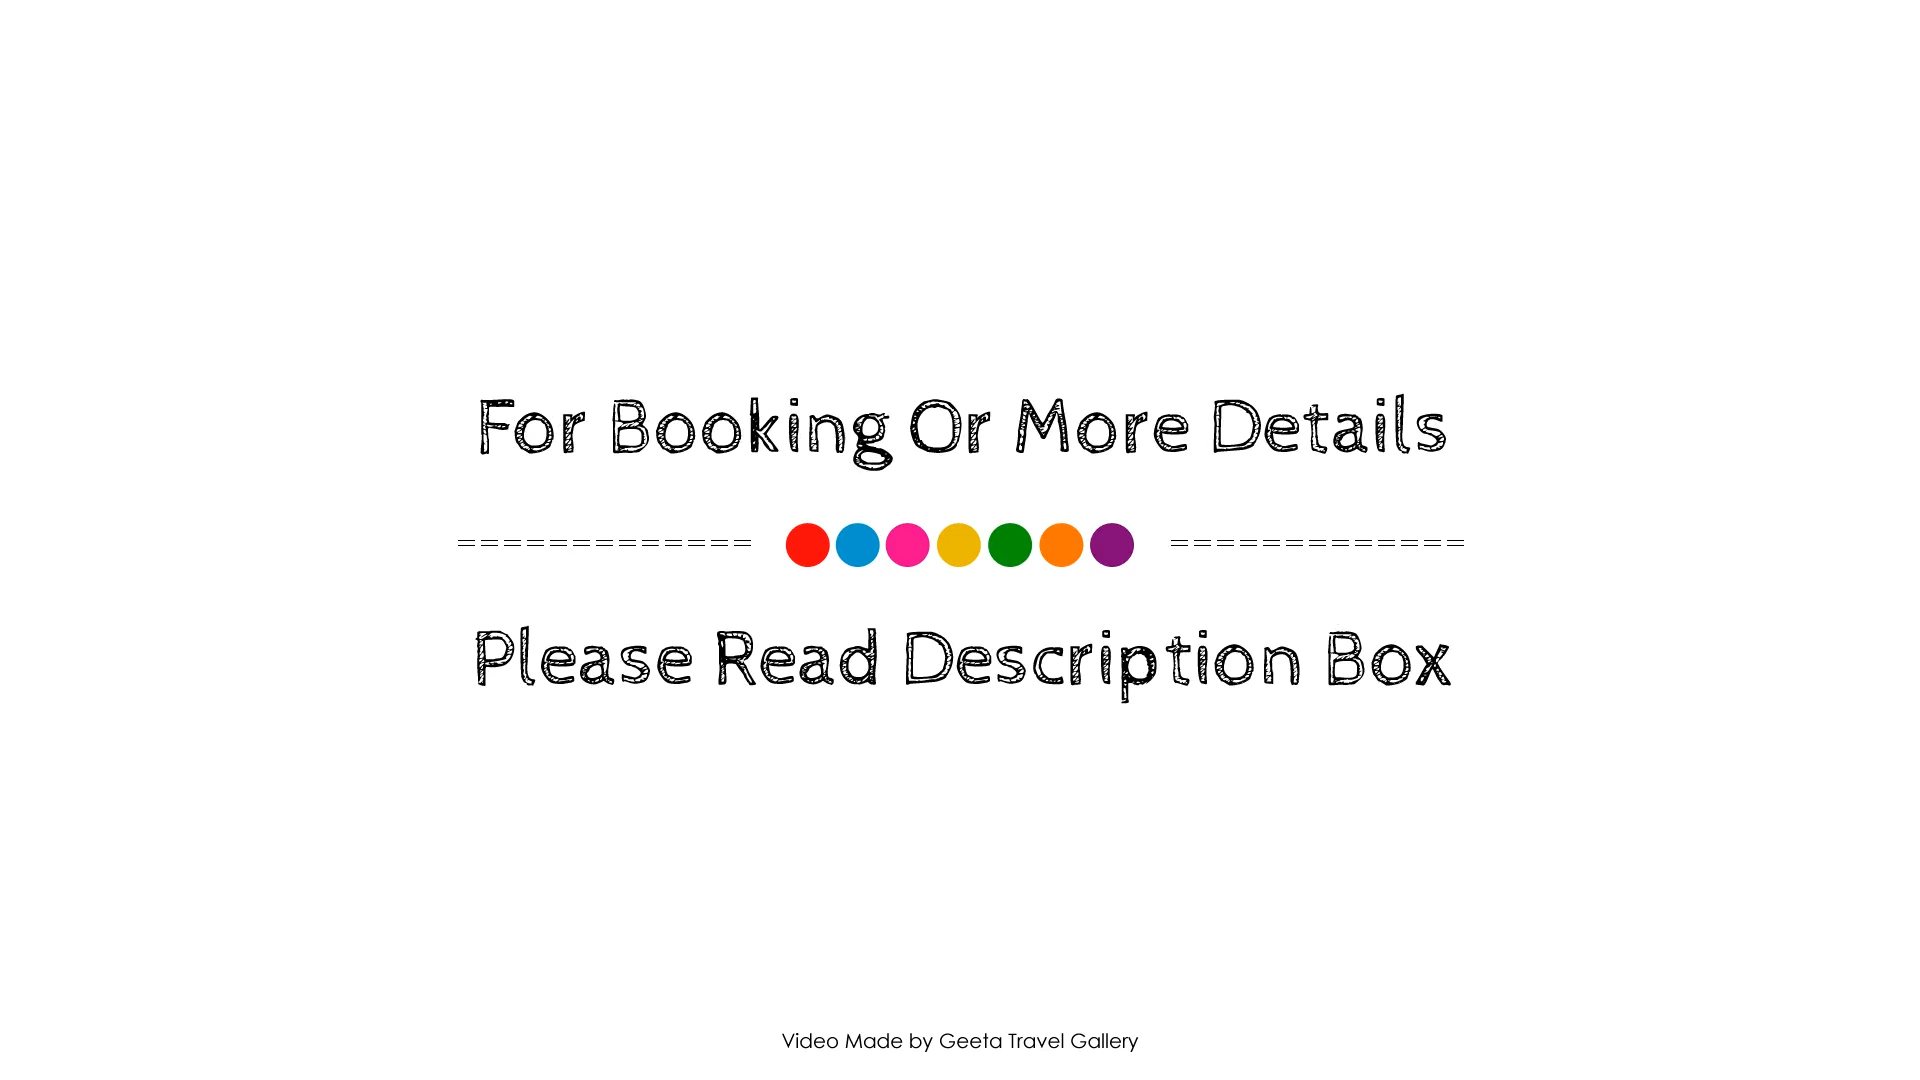 For Booking Or More Details
============= =============
Please Read Description Box
Video Made by Geeta Travel Gallery